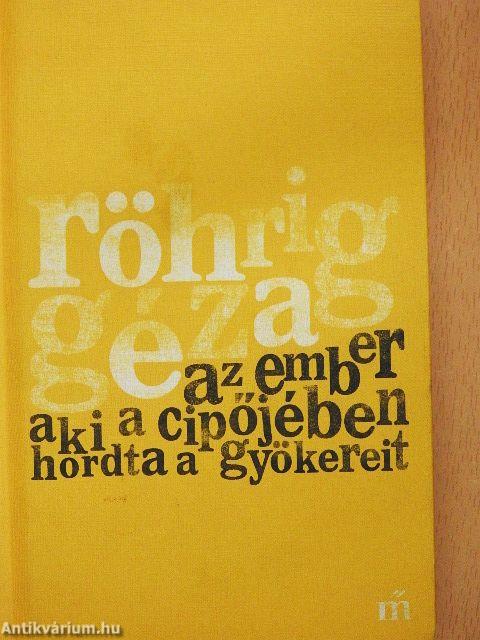 röhrig
géza
az ember
aki a cipőjében
hordta a gyökereit
m̋
Antikvárium.hu